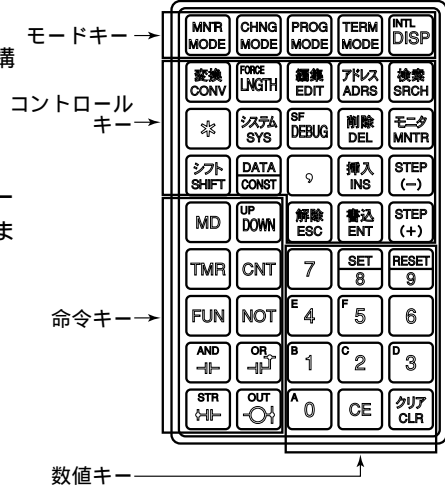 モードキー
構
MNTR MODE
CHNG MODE
PROG MODE
TERM MODE
INTL DISP
コントロール
キー
変換 CONV
FORCE LNGTH
編集 EDIT
アドレス ADRS
検索 SRCH
*
システム SYS
SF DEBUG
削除 DEL
モニタ MNTR
シフト SHIFT
DATA CONST
,
挿入 INS
STEP (−)
ー
ま
MD
UP DOWN
解除 ESC
書込 ENT
STEP (+)
TMR
CNT
7
SET 8
RESET 9
命令キー
FUN
NOT
E 4
F 5
6
AND
OR
B 1
C 2
D 3
STR
OUT
A 0
CE
クリア CLR
数値キー